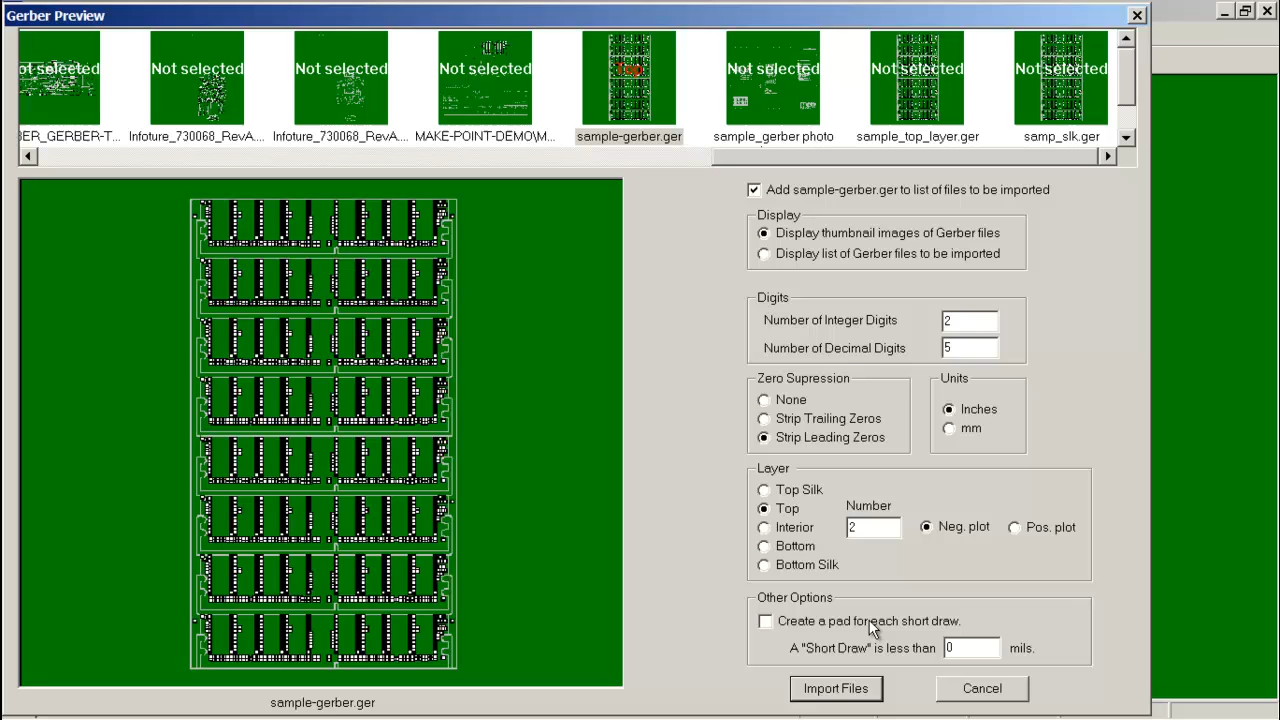 Gerber Preview
ot selected
Not selected
Not selected
Not selected
Top
Not selected
Not selected
Not selected
BER_GERBER-T...
Infoture_730068_RevA...
Infoture_730068_RevA...
MAKE-POINT-DEMO\M...
sample-gerber.ger
sample_gerber photo
sample_top_layer.ger
samp_slk.ger
Add sample-gerber.ger to list of files to be imported
Display
Display thumbnail images of Gerber files
Display list of Gerber files to be imported
Digits
Number of Integer Digits 2
Number of Decimal Digits 5
Zero Supression
None
Strip Trailing Zeros
Strip Leading Zeros
Units
Inches
mm
Layer
Top Silk
Top
Interior
Bottom
Bottom Silk
Number
2
Neg. plot
Pos. plot
Other Options
Create a pad for each short draw.
A "Short Draw" is less than 0 mils.
Import Files
Cancel
sample-gerber.ger